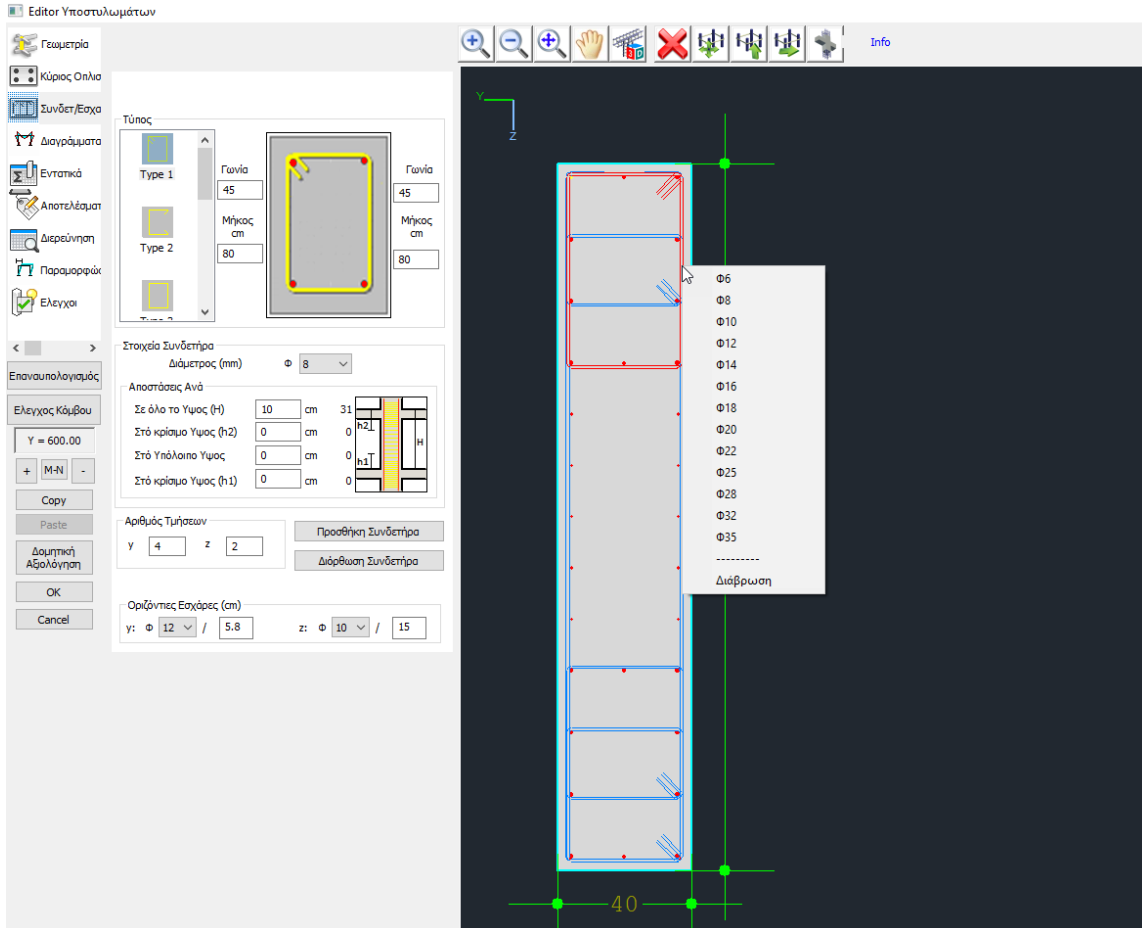 Editor Υποστυλωμάτων
Γεωμετρία
Κύριος Οπλισ
Συνδετ/Εσχα
Διαγράμματα
Εντατικά
Αποτελέσματ
Διερεύνηση
Παραμορφώσ
Ελεγχοι
Επαναυπολογισμός
Ελεγχος Κόμβου
Y = 600.00
+ M-N -
Copy
Paste
Δομητική
Αξιολόγηση
OK
Cancel
Τύπος
Type 1
Type 2
Γωνία
45
Μήκος
cm
80
Γωνία
45
Μήκος
cm
80
Στοιχεία Συνδετήρα
Διάμετρος (mm) Φ 8
Αποστάσεις Ανά
Σε όλο το Υψος (H) 10 cm 31
Στό κρίσιμο Υψος (h2) 0 cm 0
Στό Υπόλοιπο Υψος 0 cm 0
Στό κρίσιμο Υψος (h1) 0 cm 0
h2
H
h1
Αριθμός Τμήσεων
y 4 z 2
Προσθήκη Συνδετήρα
Διόρθωση Συνδετήρα
Οριζόντιες Εσχάρες (cm)
y: Φ 12 / 5.8 z: Φ 10 / 15
3D
Info
Y
Z
Φ6
Φ8
Φ10
Φ12
Φ14
Φ16
Φ18
Φ20
Φ22
Φ25
Φ28
Φ32
Φ35
---------
Διάβρωση
40